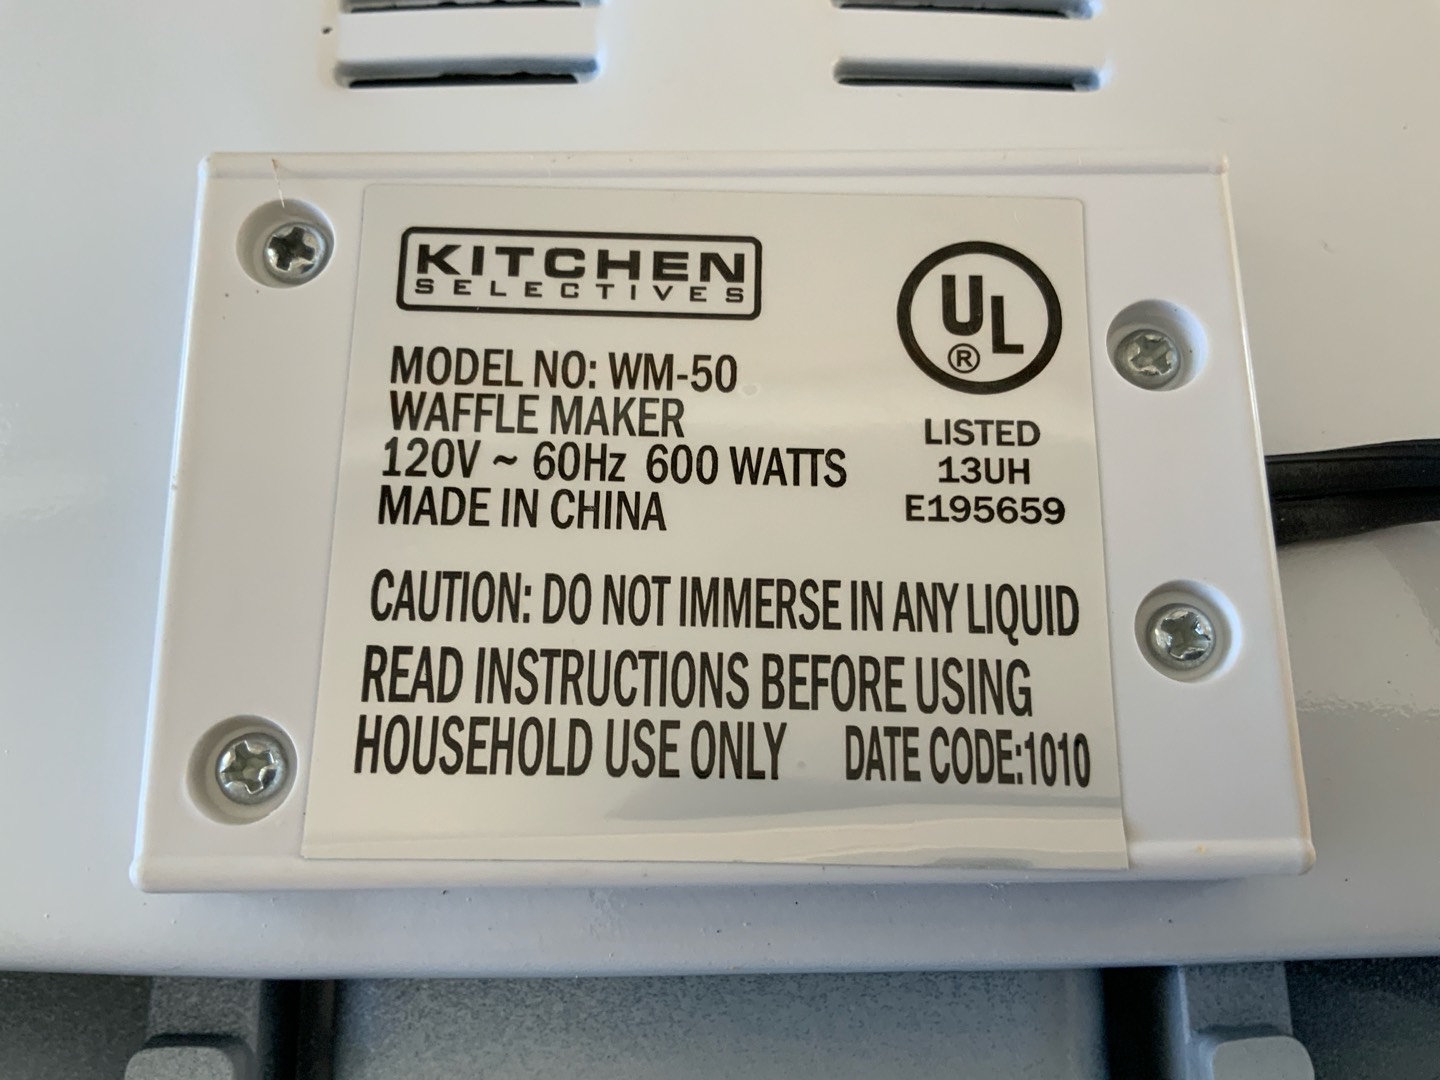 KITCHEN
SELECTIVES
MODEL NO: WM-50
WAFFLE MAKER
120V ~ 60Hz 600 WATTS
MADE IN CHINA
UL
®
LISTED
13UH
E195659
CAUTION: DO NOT IMMERSE IN ANY LIQUID
READ INSTRUCTIONS BEFORE USING
HOUSEHOLD USE ONLY DATE CODE:1010